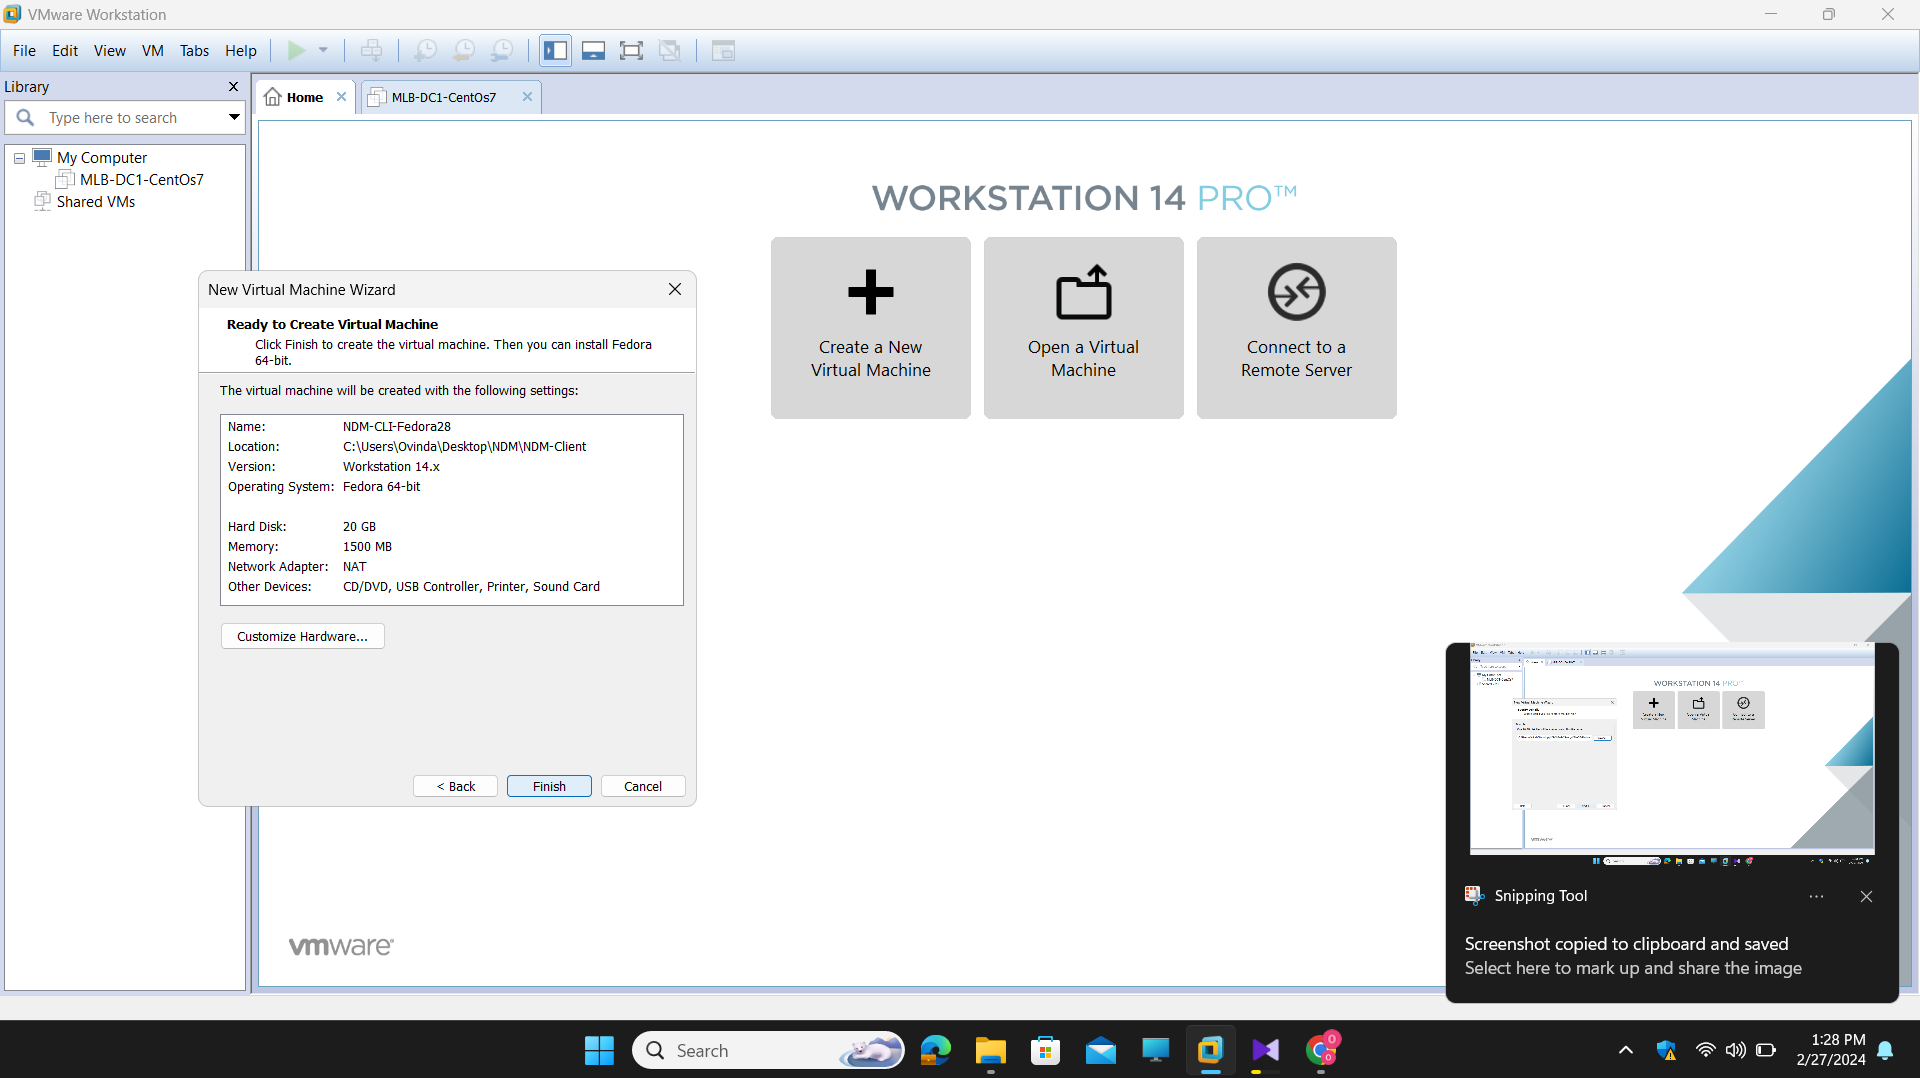 VMware Workstation
File Edit View VM Tabs Help
Library
Type here to search
My Computer
MLB-DC1-CentOs7
Shared VMs
Home
MLB-DC1-CentOs7
WORKSTATION 14 PRO™
Create a New
Virtual Machine
Open a Virtual
Machine
Connect to a
Remote Server
New Virtual Machine Wizard
Ready to Create Virtual Machine
Click Finish to create the virtual machine. Then you can install Fedora
64-bit.
The virtual machine will be created with the following settings:
Name: NDM-CLI-Fedora28
Location: C:\Users\Ovinda\Desktop\NDM\NDM-Client
Version: Workstation 14.x
Operating System: Fedora 64-bit
Hard Disk: 20 GB
Memory: 1500 MB
Network Adapter: NAT
Other Devices: CD/DVD, USB Controller, Printer, Sound Card
Customize Hardware...
< Back Finish Cancel
vmware®
WORKSTATION 14 PRO™
Snipping Tool
Screenshot copied to clipboard and saved
Select here to mark up and share the image
Search
1:28 PM
2/27/2024